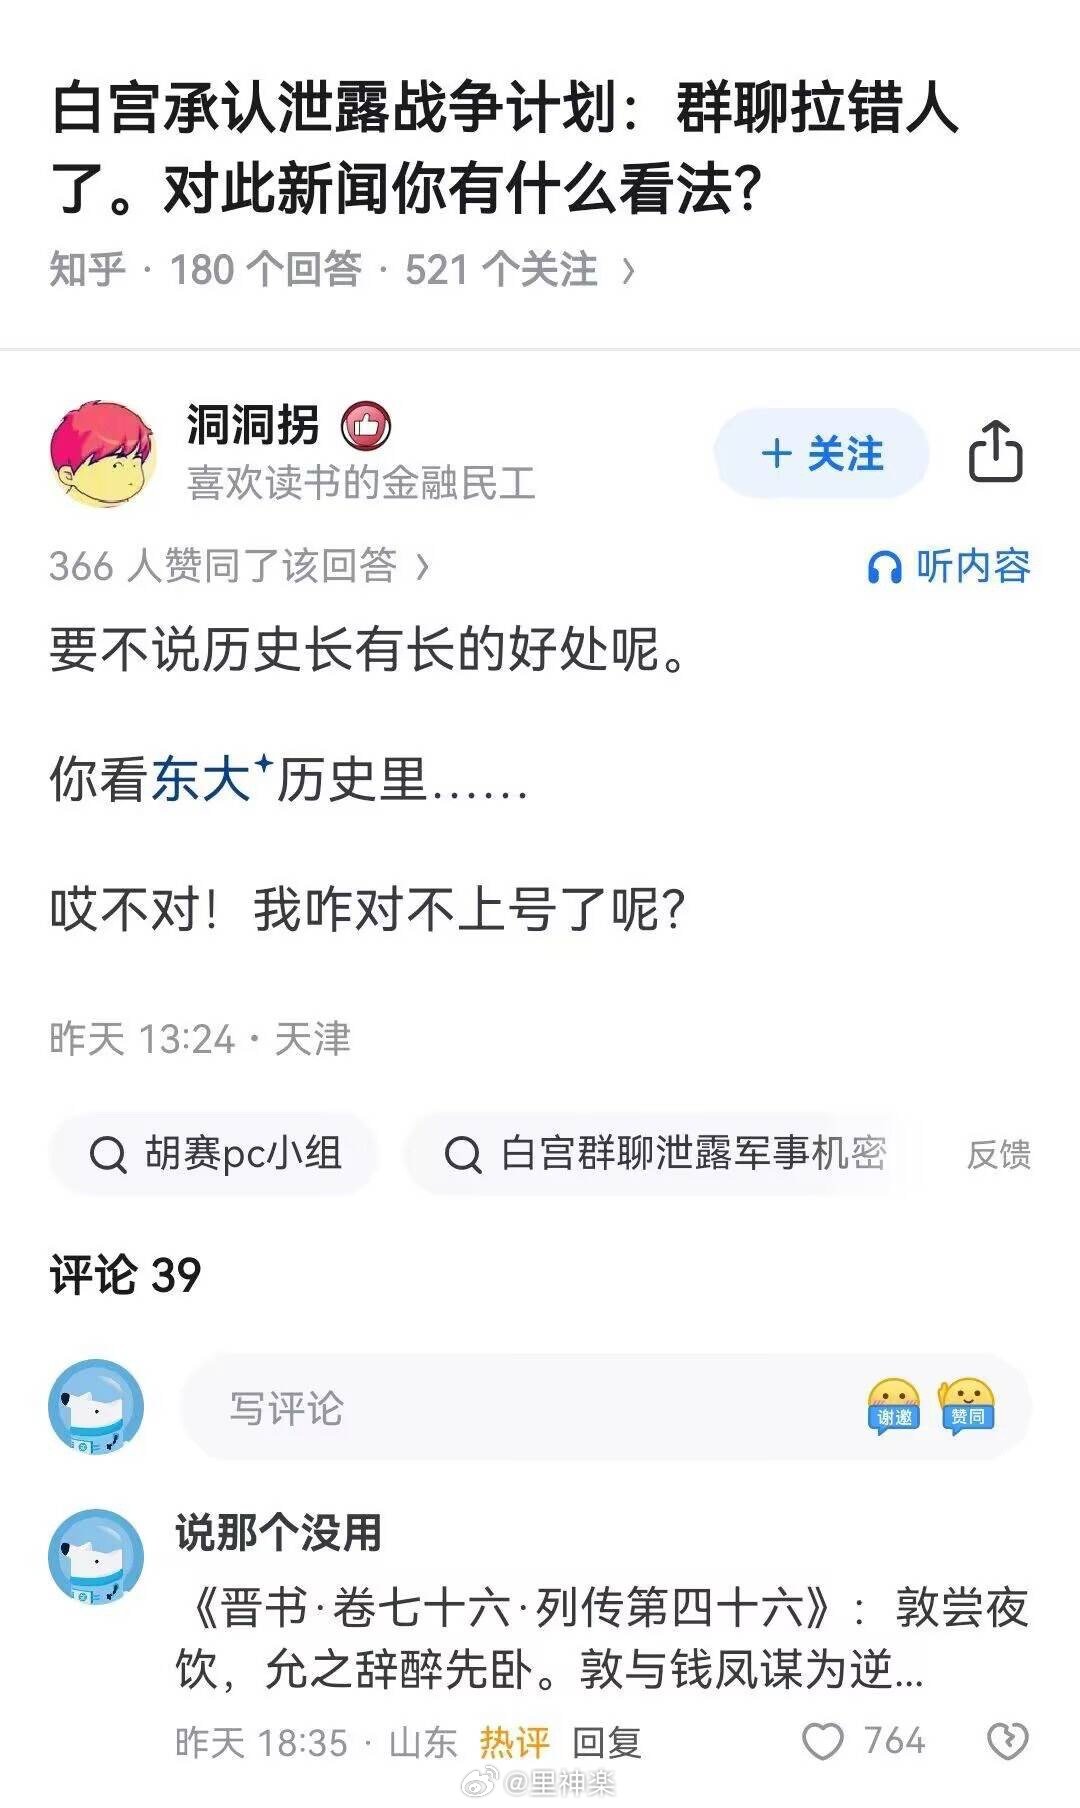 白宫承认泄露战争计划：群聊拉错人
了。对此新闻你有什么看法？
知乎 · 180 个回答 · 521 个关注 ›
洞洞拐
喜欢读书的金融民工
+ 关注
366 人赞同了该回答 ›
听内容
要不说历史长有长的好处呢。
你看东大历史里......
哎不对！我咋对不上号了呢？
昨天 13:24 · 天津
胡赛pc小组
白宫群聊泄露军事机密
反馈
评论 39
写评论
谢邀
赞同
说那个没用
《晋书·卷七十六·列传第四十六》：敦尝夜
饮，允之辞醉先卧。敦与钱凤谋为逆...
昨天 18:35 · 山东 热评 回复
764
@里神楽